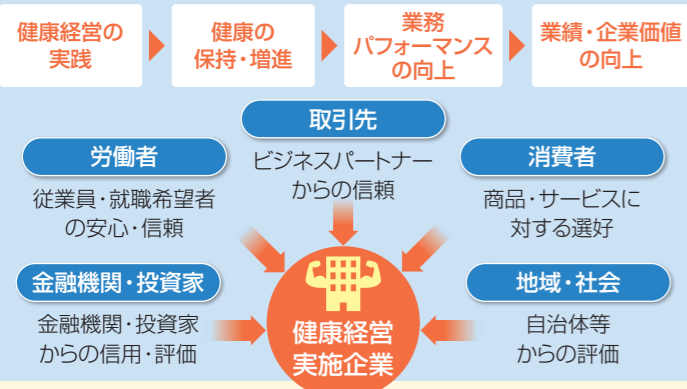 健康経営の
実践
健康の
保持・増進
業務
パフォーマンス
の向上
業績・企業価値
の向上
取引先
ビジネスパートナー
からの信頼
労働者
従業員・就職希望者
の安心・信頼
消費者
商品・サービスに
対する選好
金融機関・投資家
金融機関・投資家
からの信用・評価
地域・社会
自治体等
からの評価
健康経営
実施企業